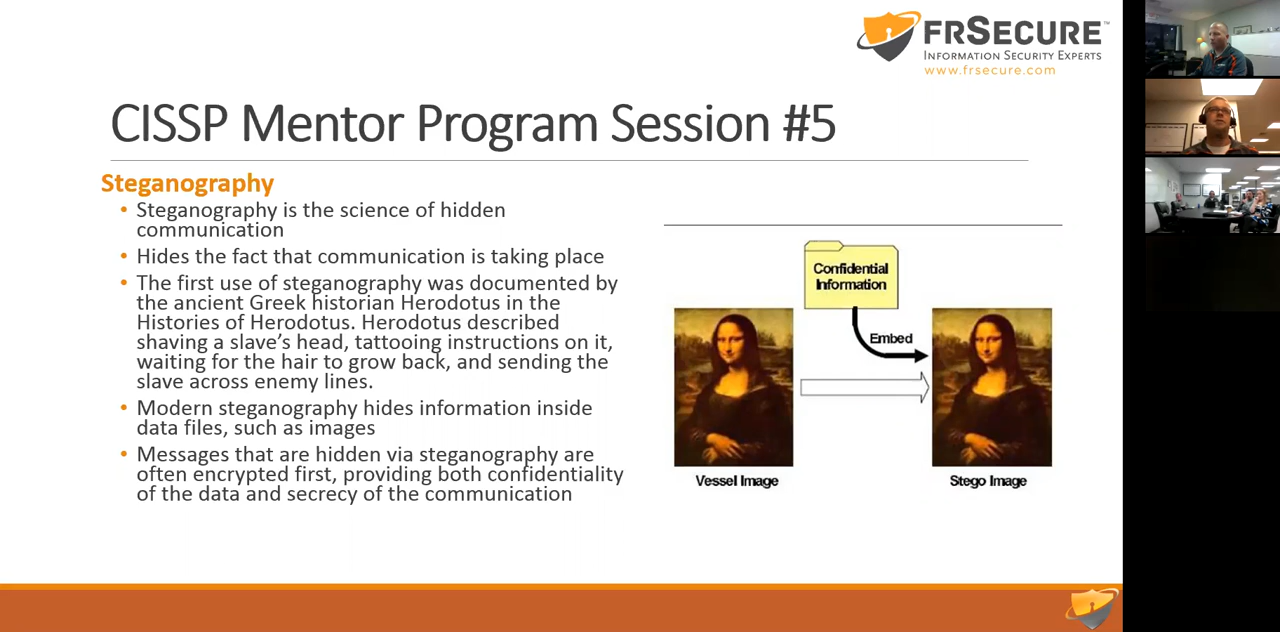 FRSECURE™
INFORMATION SECURITY EXPERTS
www.frsecure.com
CISSP Mentor Program Session #5
Steganography
• Steganography is the science of hidden
communication
• Hides the fact that communication is taking place
• The first use of steganography was documented by
the ancient Greek historian Herodotus in the
Histories of Herodotus. Herodotus described
shaving a slave's head, tattooing instructions on it,
waiting for the hair to grow back, and sending the
slave across enemy lines.
• Modern steganography hides information inside
data files, such as images
• Messages that are hidden via steganography are
often encrypted first, providing both confidentiality
of the data and secrecy of the communication
Confidential
Information
Embed
Vessel Image
Stego Image